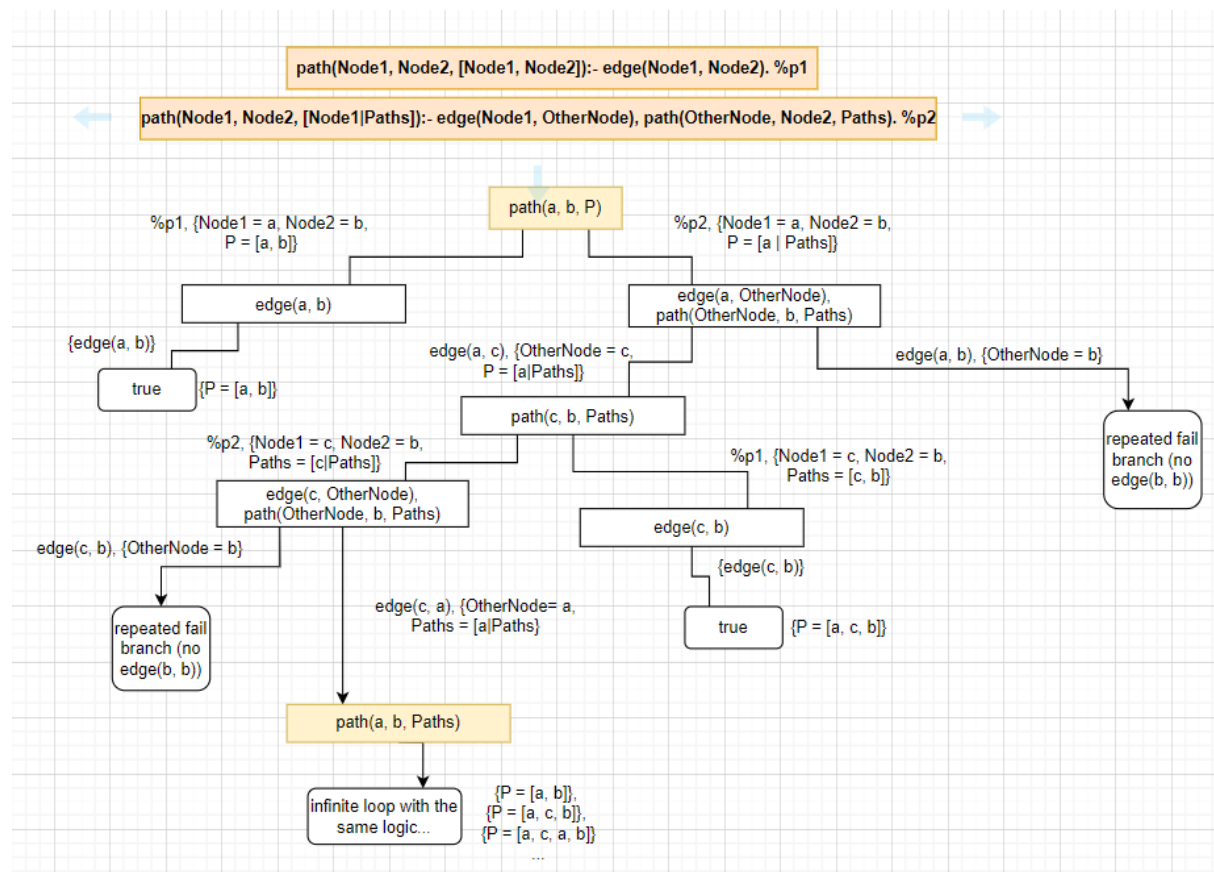 path(Node1, Node2, [Node1, Node2]):- edge(Node1, Node2). %p1
path(Node1, Node2, [Node1|Paths]):- edge(Node1, OtherNode), path(OtherNode, Node2, Paths). %p2
path(a, b, P)
%p1, {Node1 = a, Node2 = b,
P = [a, b]}
%p2, {Node1 = a, Node2 = b,
P = [a | Paths]}
edge(a, b)
edge(a, OtherNode),
path(OtherNode, b, Paths)
{edge(a, b)}
edge(a, c), {OtherNode = c,
P = [a|Paths]}
edge(a, b), {OtherNode = b}
true
{P = [a, b]}
path(c, b, Paths)
repeated fail
branch (no
edge(b, b))
%p2, {Node1 = c, Node2 = b,
Paths = [c|Paths]}
%p1, {Node1 = c, Node2 = b,
Paths = [c, b]}
edge(c, OtherNode),
path(OtherNode, b, Paths)
edge(c, b)
edge(c, b), {OtherNode = b}
{edge(c, b)}
repeated fail
branch (no
edge(b, b))
edge(c, a), {OtherNode= a,
Paths = [a|Paths}
true
{P = [a, c, b]}
path(a, b, Paths)
infinite loop with the
same logic...
{P = [a, b]},
{P = [a, c, b]},
{P = [a, c, a, b]}
...